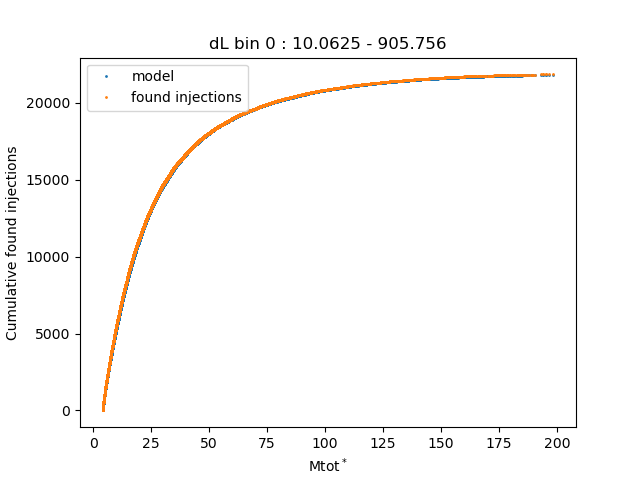 dL bin 0 : 10.0625 - 905.756
model
found injections
Cumulative found injections
20000
15000
10000
5000
0
0 25 50 75 100 125 150 175 200
Mtot*